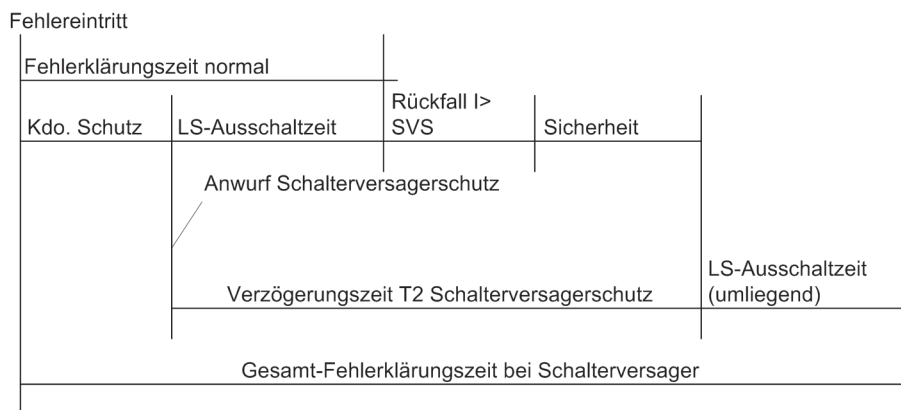 Fehlereintritt
Fehlerklärungszeit normal
Kdo. Schutz
LS-Ausschaltzeit
Rückfall I>
SVS
Sicherheit
Anwurf Schalterversagerschutz
Verzögerungszeit T2 Schalterversagerschutz
LS-Ausschaltzeit
(umliegend)
Gesamt-Fehlerklärungszeit bei Schalterversager